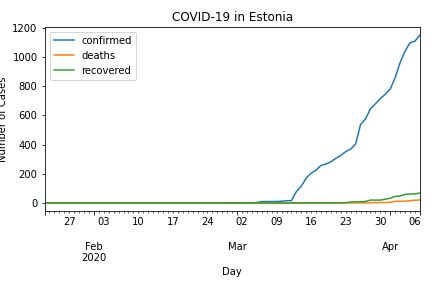 COVID-19 in Estonia
1200
1000
800
600
400
200
0
confirmed
deaths
recovered
Number of Cases
27 03 10 17 24 02 09 16 23 30 06
Feb Mar Apr
2020
Day